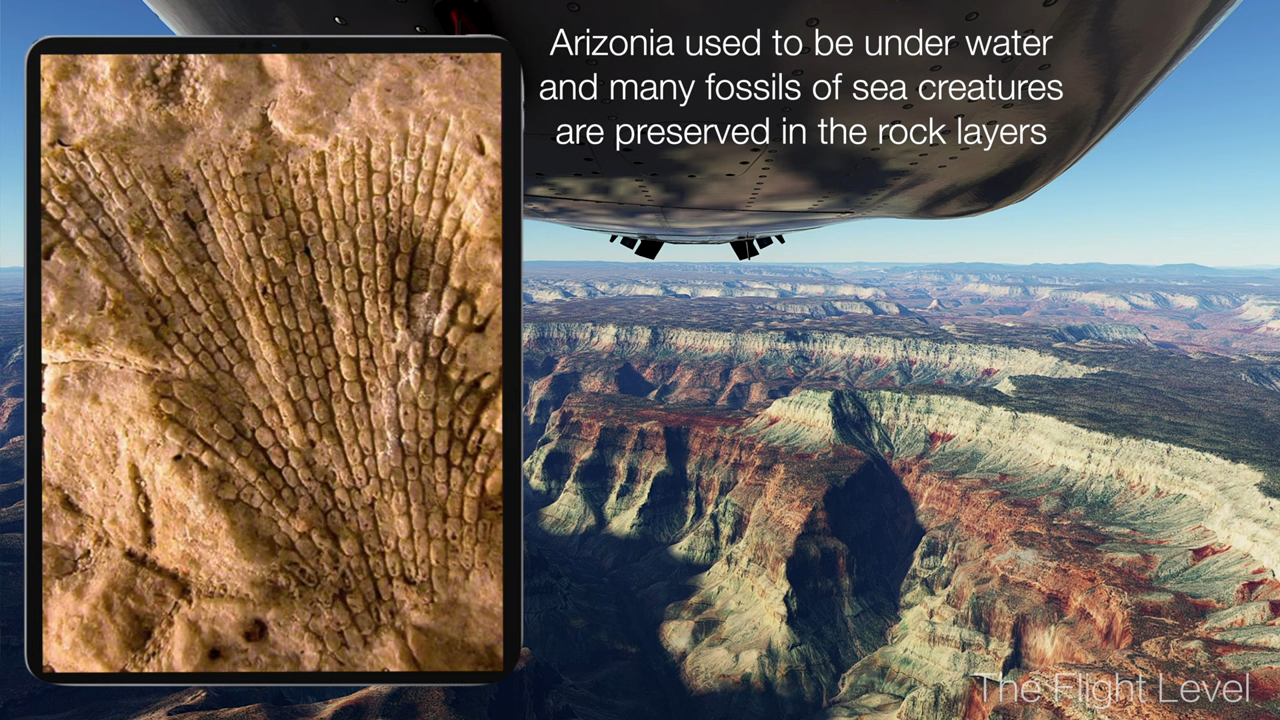 Arizonia used to be under water
and many fossils of sea creatures
are preserved in the rock layers
The Flight Level